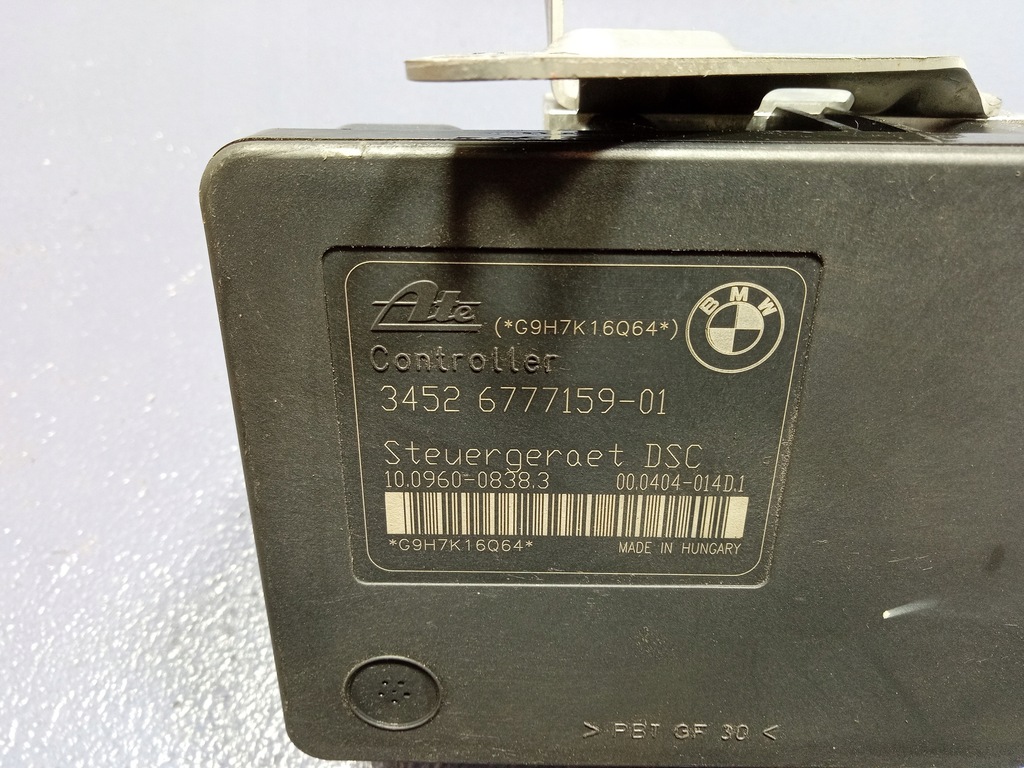 Ate (*G9H7K16Q64*) BMW
Controller
3452 6777159-01
Steuergeraet DSC
10.0960-0838.3 00.0404-014D.1
*G9H7K16Q64* MADE IN HUNGARY
> PBT GF 30 <